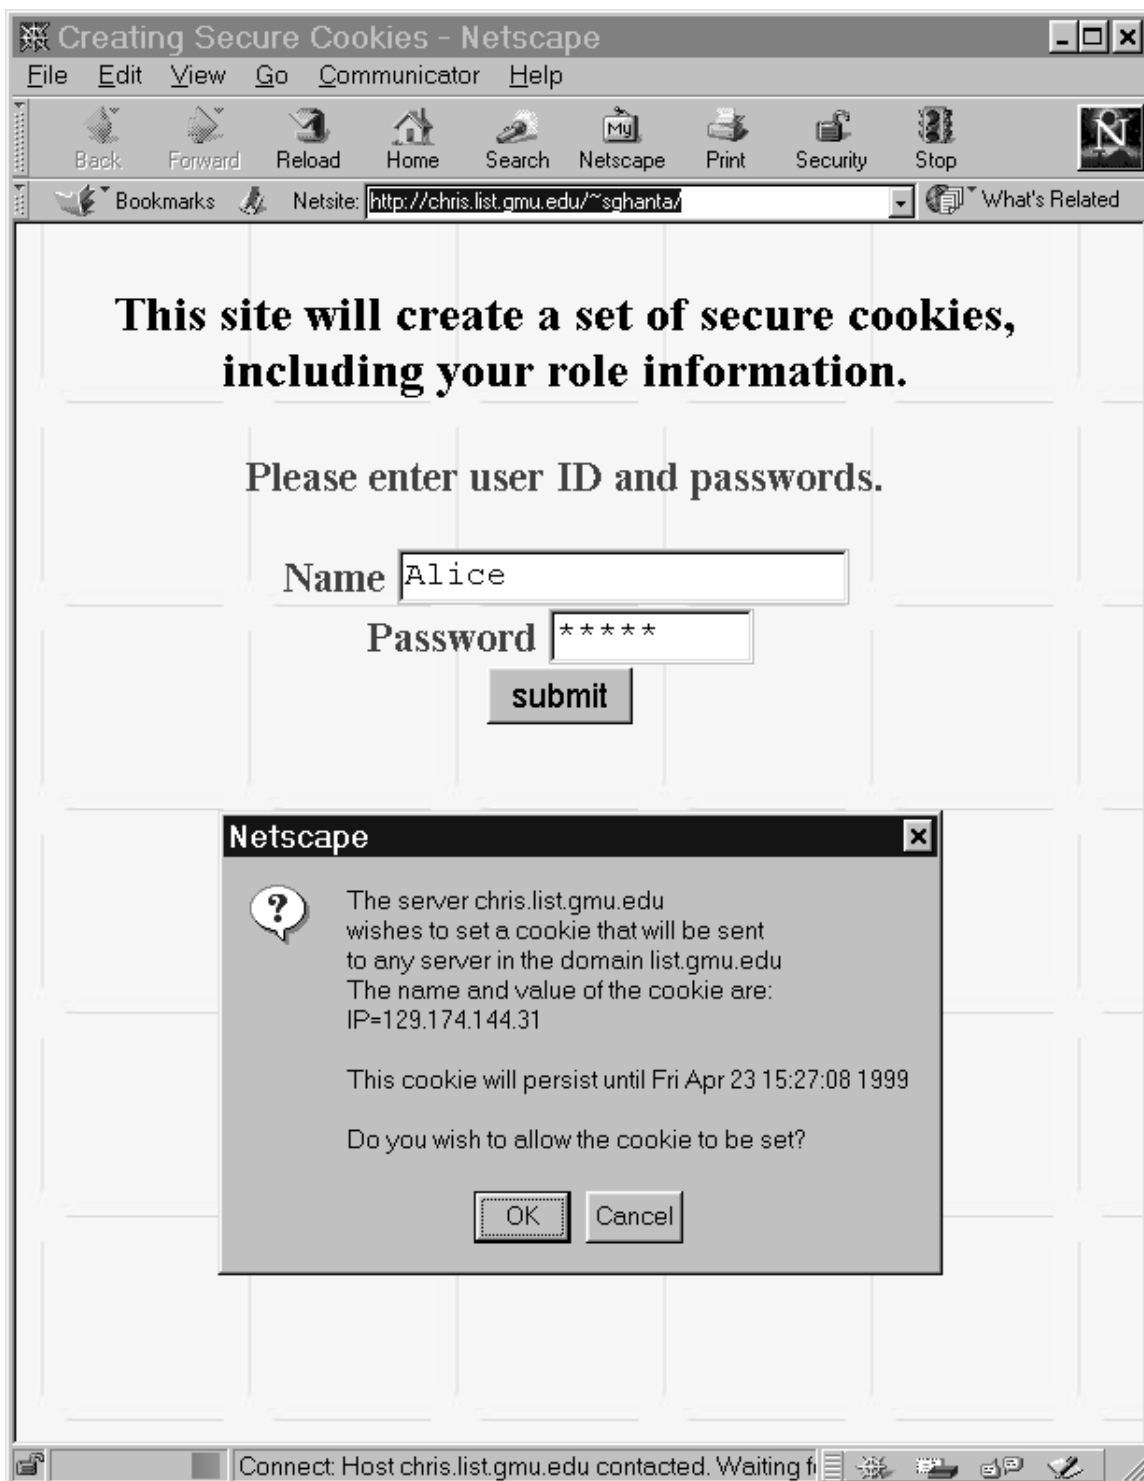 Creating Secure Cookies - Netscape
File Edit View Go Communicator Help
My
Back Forward Reload Home Search Netscape Print Security Stop
N
Bookmarks Netsite: http://chris.list.gmu.edu/~sghanta/ What's Related
This site will create a set of secure cookies,
including your role information.
Please enter user ID and passwords.
Name Alice
Password *****
submit
Netscape
The server chris.list.gmu.edu
wishes to set a cookie that will be sent
to any server in the domain list.gmu.edu
The name and value of the cookie are:
IP=129.174.144.31
This cookie will persist until Fri Apr 23 15:27:08 1999
Do you wish to allow the cookie to be set?
OK Cancel
Connect: Host chris.list.gmu.edu contacted. Waiting